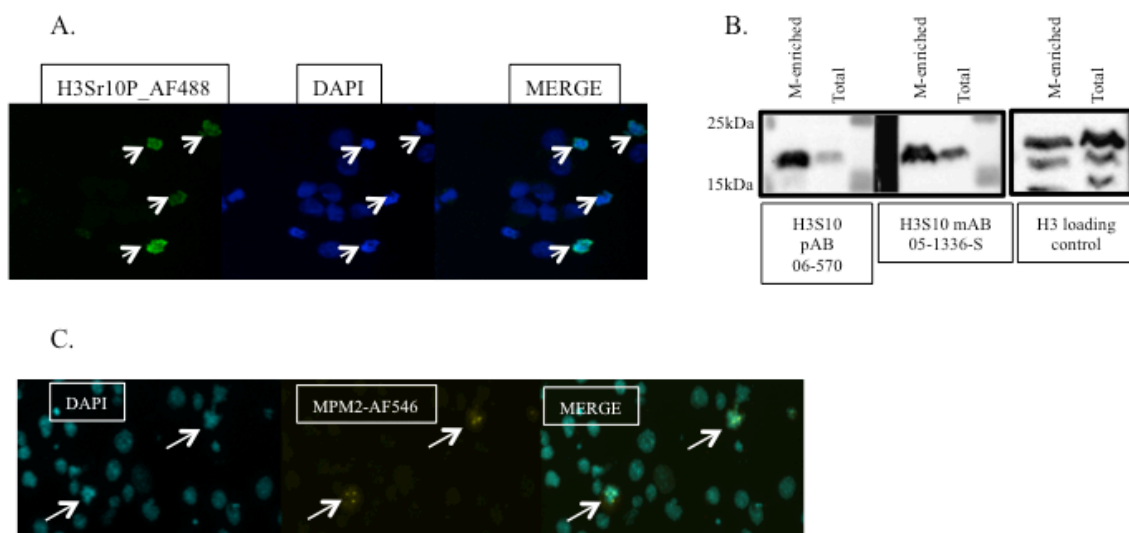 A.
H3Sr10P_AF488
DAPI
MERGE
B.
M-enriched
Total
M-enriched
Total
M-enriched
Total
25kDa
15kDa
H3S10
pAB
06-570
H3S10 mAB
05-1336-S
H3 loading
control
C.
DAPI
MPM2-AF546
MERGE